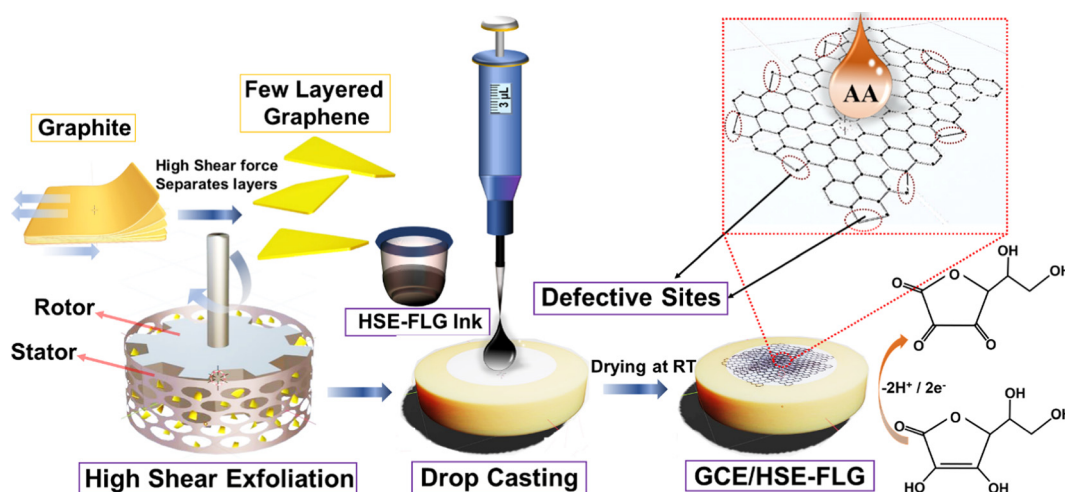 Graphite
Few Layered
Graphene
High Shear force
Separates layers
3 µL
AA
Rotor
Stator
HSE-FLG Ink
Defective Sites
Drying at RT
High Shear Exfoliation
Drop Casting
GCE/HSE-FLG
-2H⁺ / 2e⁻
O
O
O
O
OH
OH
O
O
HO
OH
OH
OH